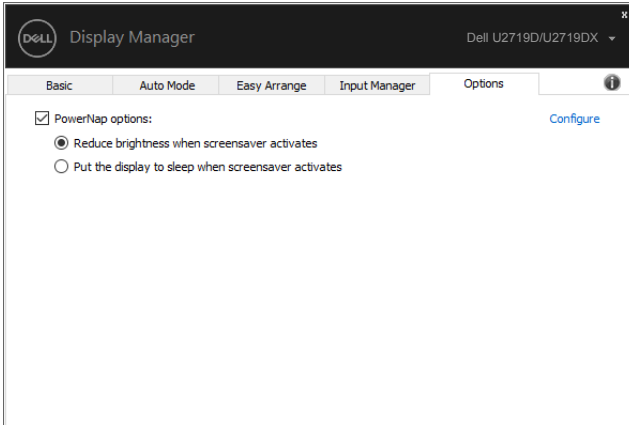 x
DELL Display Manager Dell U2719D/U2719DX
Basic Auto Mode Easy Arrange Input Manager Options i
PowerNap options: Configure
Reduce brightness when screensaver activates
Put the display to sleep when screensaver activates